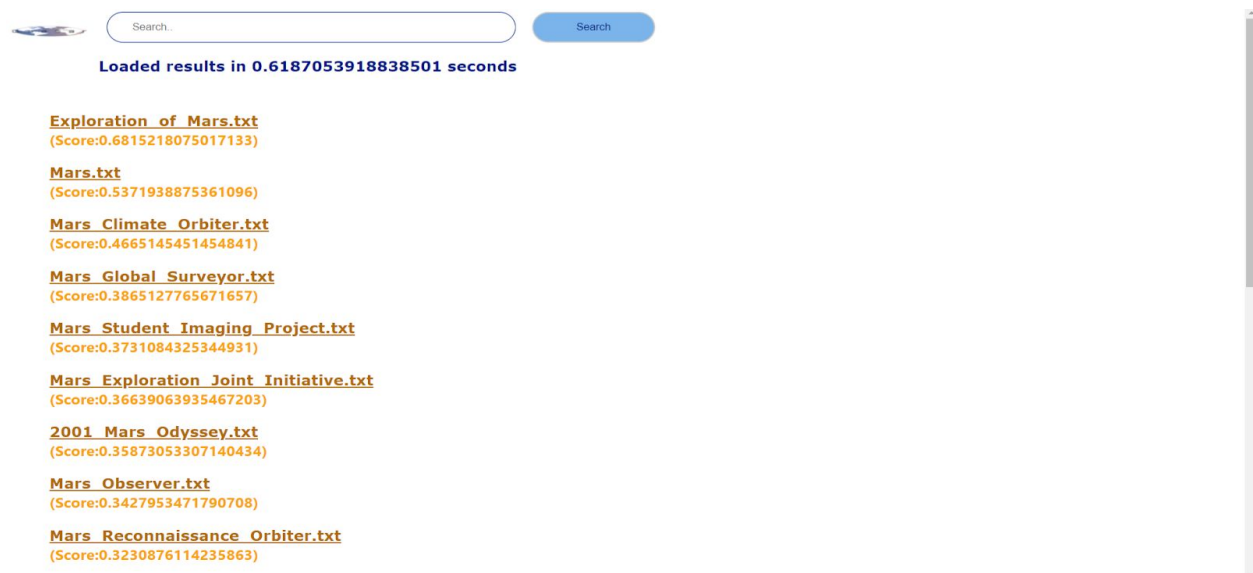 Search..
Search
Loaded results in 0.6187053918838501 seconds
Exploration_of_Mars.txt
(Score:0.6815218075017133)
Mars.txt
(Score:0.5371938875361096)
Mars_Climate_Orbiter.txt
(Score:0.4665145451454841)
Mars_Global_Surveyor.txt
(Score:0.3865127765671657)
Mars_Student_Imaging_Project.txt
(Score:0.3731084325344931)
Mars_Exploration_Joint_Initiative.txt
(Score:0.36639063935467203)
2001_Mars_Odyssey.txt
(Score:0.35873053307140434)
Mars_Observer.txt
(Score:0.3427953471790708)
Mars_Reconnaissance_Orbiter.txt
(Score:0.3230876114235863)